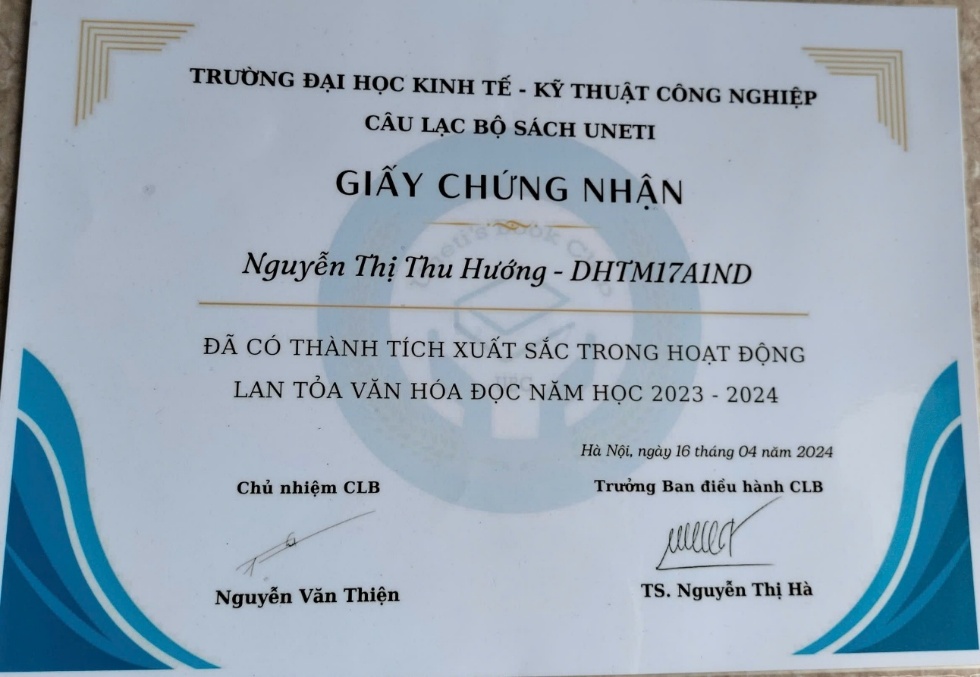 TRƯỜNG ĐẠI HỌC KINH TẾ - KỸ THUẬT CÔNG NGHIỆP
CÂU LẠC BỘ SÁCH UNETI
GIẤY CHỨNG NHẬN
Uneti's Book Club
Nguyễn Thị Thu Hướng - DHTM17A1ND
ĐÃ CÓ THÀNH TÍCH XUẤT SẮC TRONG HOẠT ĐỘNG
LAN TỎA VĂN HÓA ĐỌC NĂM HỌC 2023 - 2024
Hà Nội, ngày 16 tháng 04 năm 2024
Chủ nhiệm CLB
Trưởng Ban điều hành CLB
Nguyễn Văn Thiện
TS. Nguyễn Thị Hà